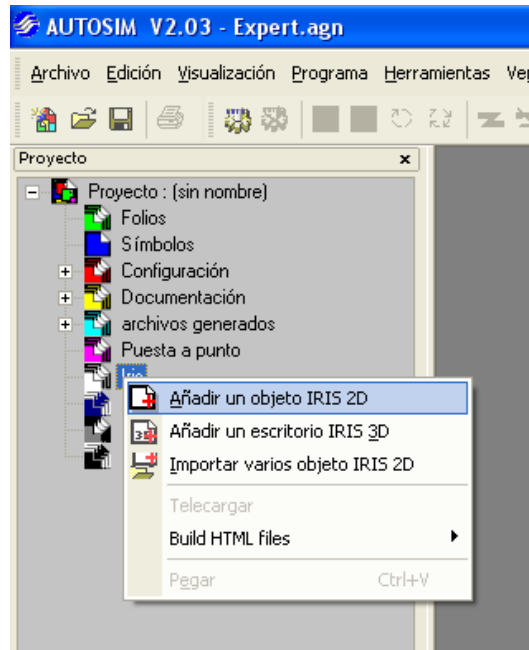 AUTOSIM V2.03 - Expert.agn
Archivo Edición Visualización Programa Herramientas
Proyecto x
Proyecto : (sin nombre)
Folios
Símbolos
Configuración
Documentación
archivos generados
Puesta a punto
Añadir un objeto IRIS 2D
Añadir un escritorio IRIS 3D
Importar varios objeto IRIS 2D
Telecargar
Build HTML files
Pegar Ctrl+V